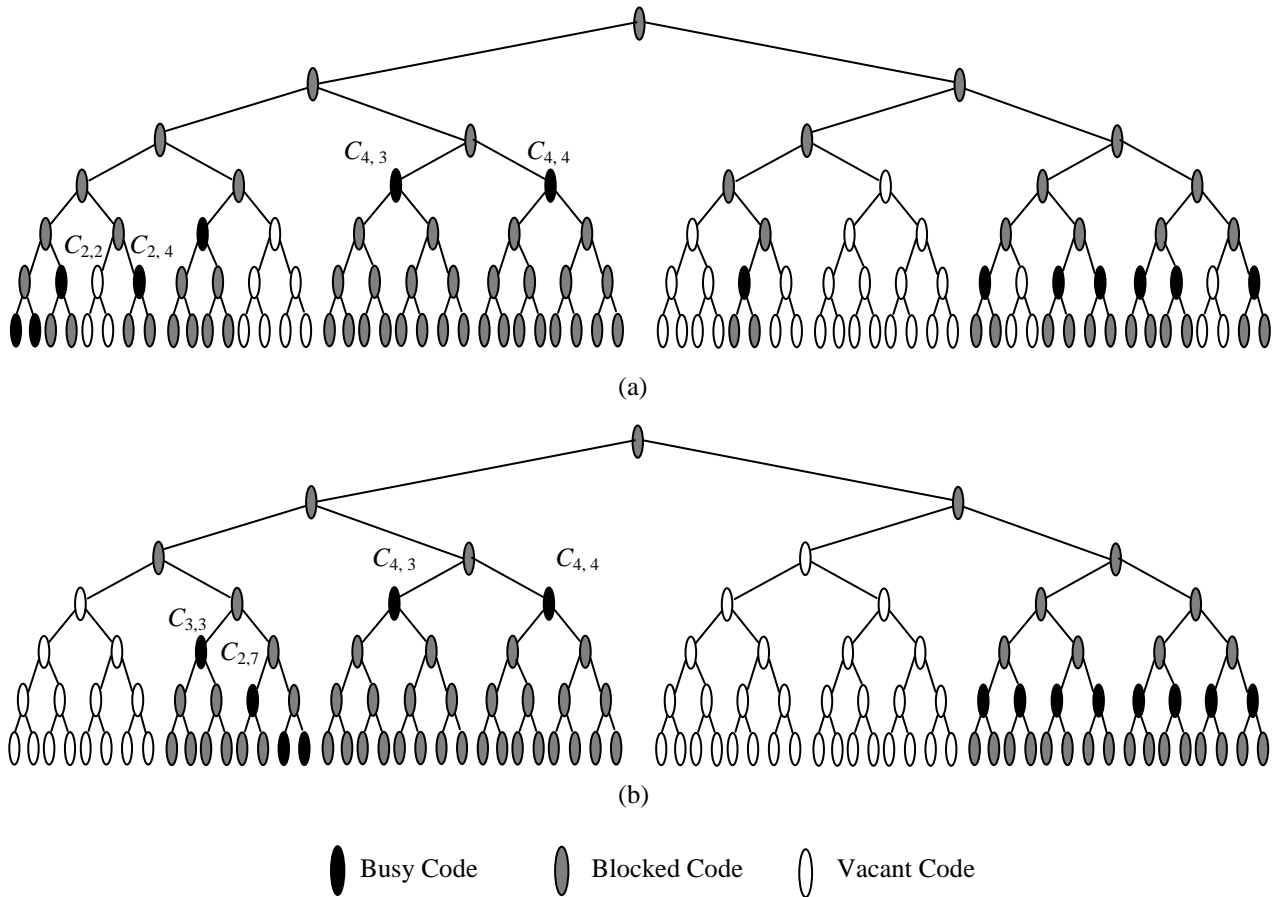 C4, 3
C4, 4
C2,2
C2, 4
(a)
C4, 3
C4, 4
C3,3
C2,7
(b)
Busy Code
Blocked Code
Vacant Code